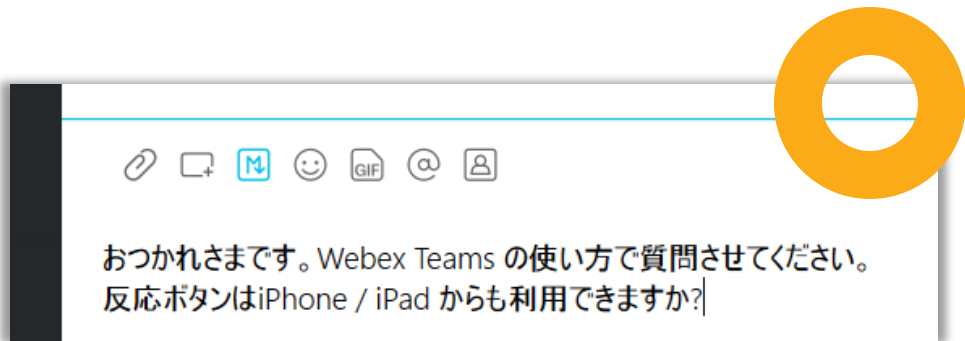 M↓
GIF
@
おつかれさまです。Webex Teams の使い方で質問させてください。
反応ボタンはiPhone / iPad からも利用できますか?